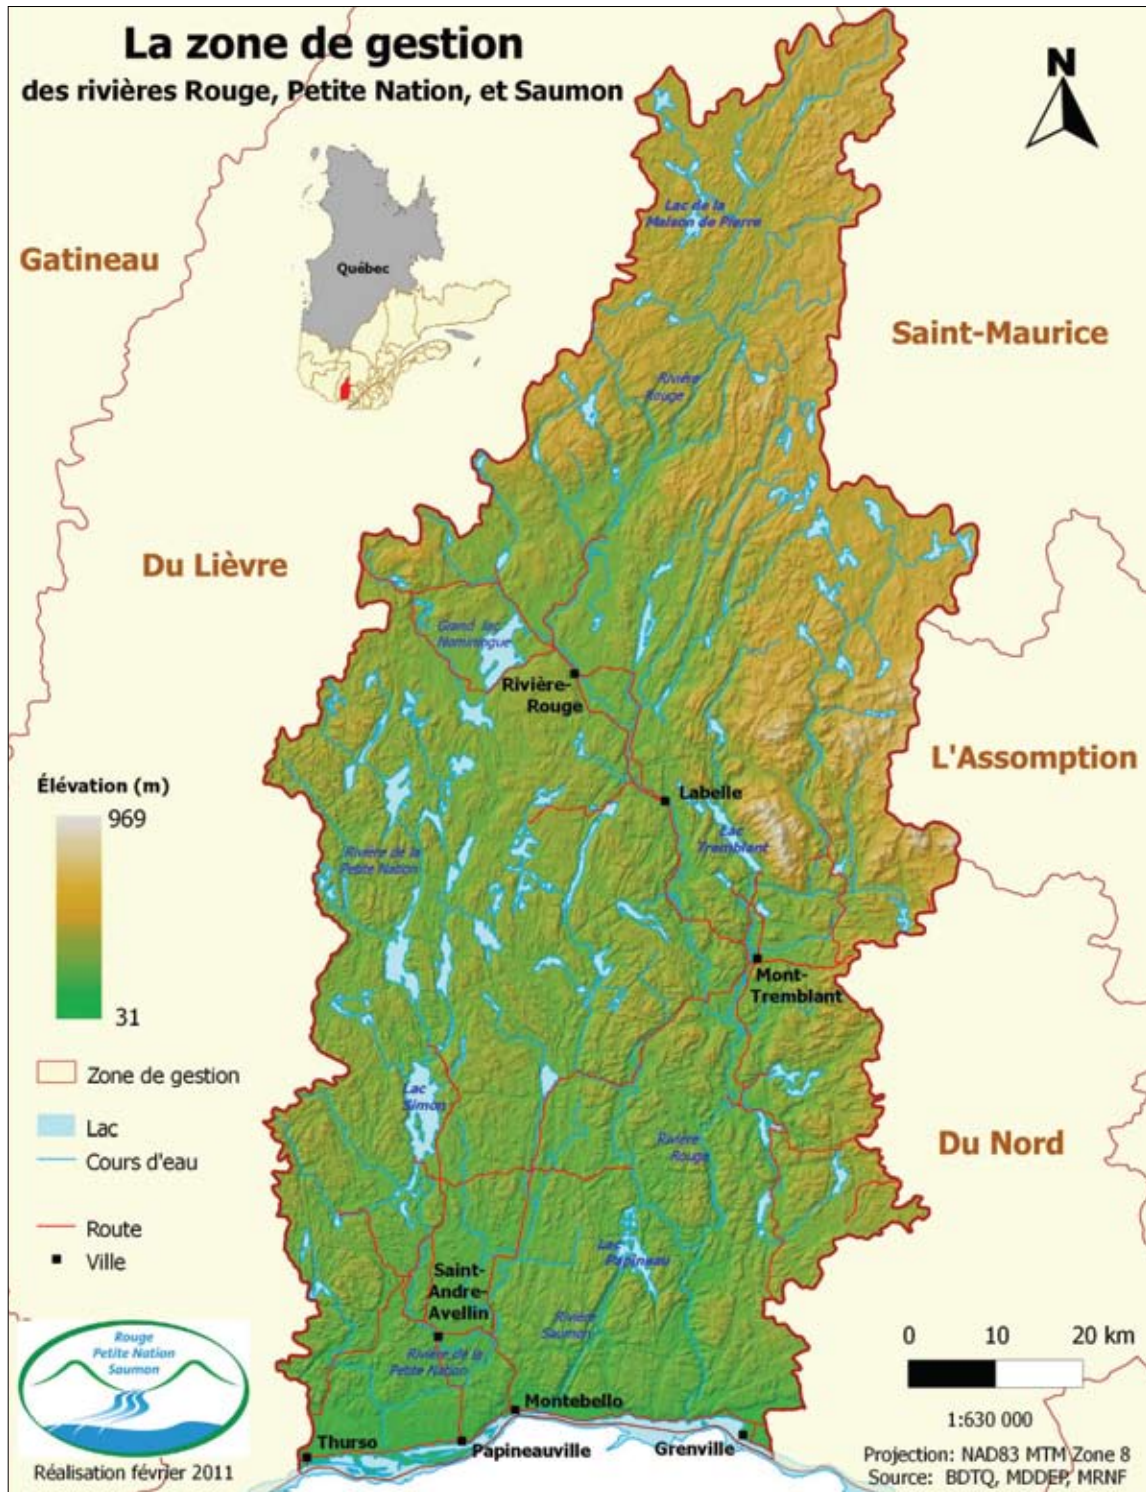 La zone de gestion
des rivières Rouge, Petite Nation, et Saumon
N
Lac de la
Maison de Pierre
Gatineau
Québec
Saint-Maurice
Rivière
Rouge
Du Lièvre
Grand lac
Nominingue
Rivière-
Rouge
L'Assomption
Élévation (m)
969
31
Labelle
Lac
Tremblant
Rivière de la
Petite Nation
Mont-
Tremblant
Zone de gestion
Lac
Cours d'eau
Route
Ville
Lac
Simon
Rivière
Rouge
Du Nord
Lac
Papineau
Saint-
Andre-
Avellin
Rivière
Saumon
Rivière de la
Petite Nation
Rouge
Petite Nation
Saumon
Réalisation février 2011
Montebello
Thurso
Papineauville
Grenville
0 10 20 km
1:630 000
Projection: NAD83 MTM Zone 8
Source: BDTQ, MDDEP, MRNF